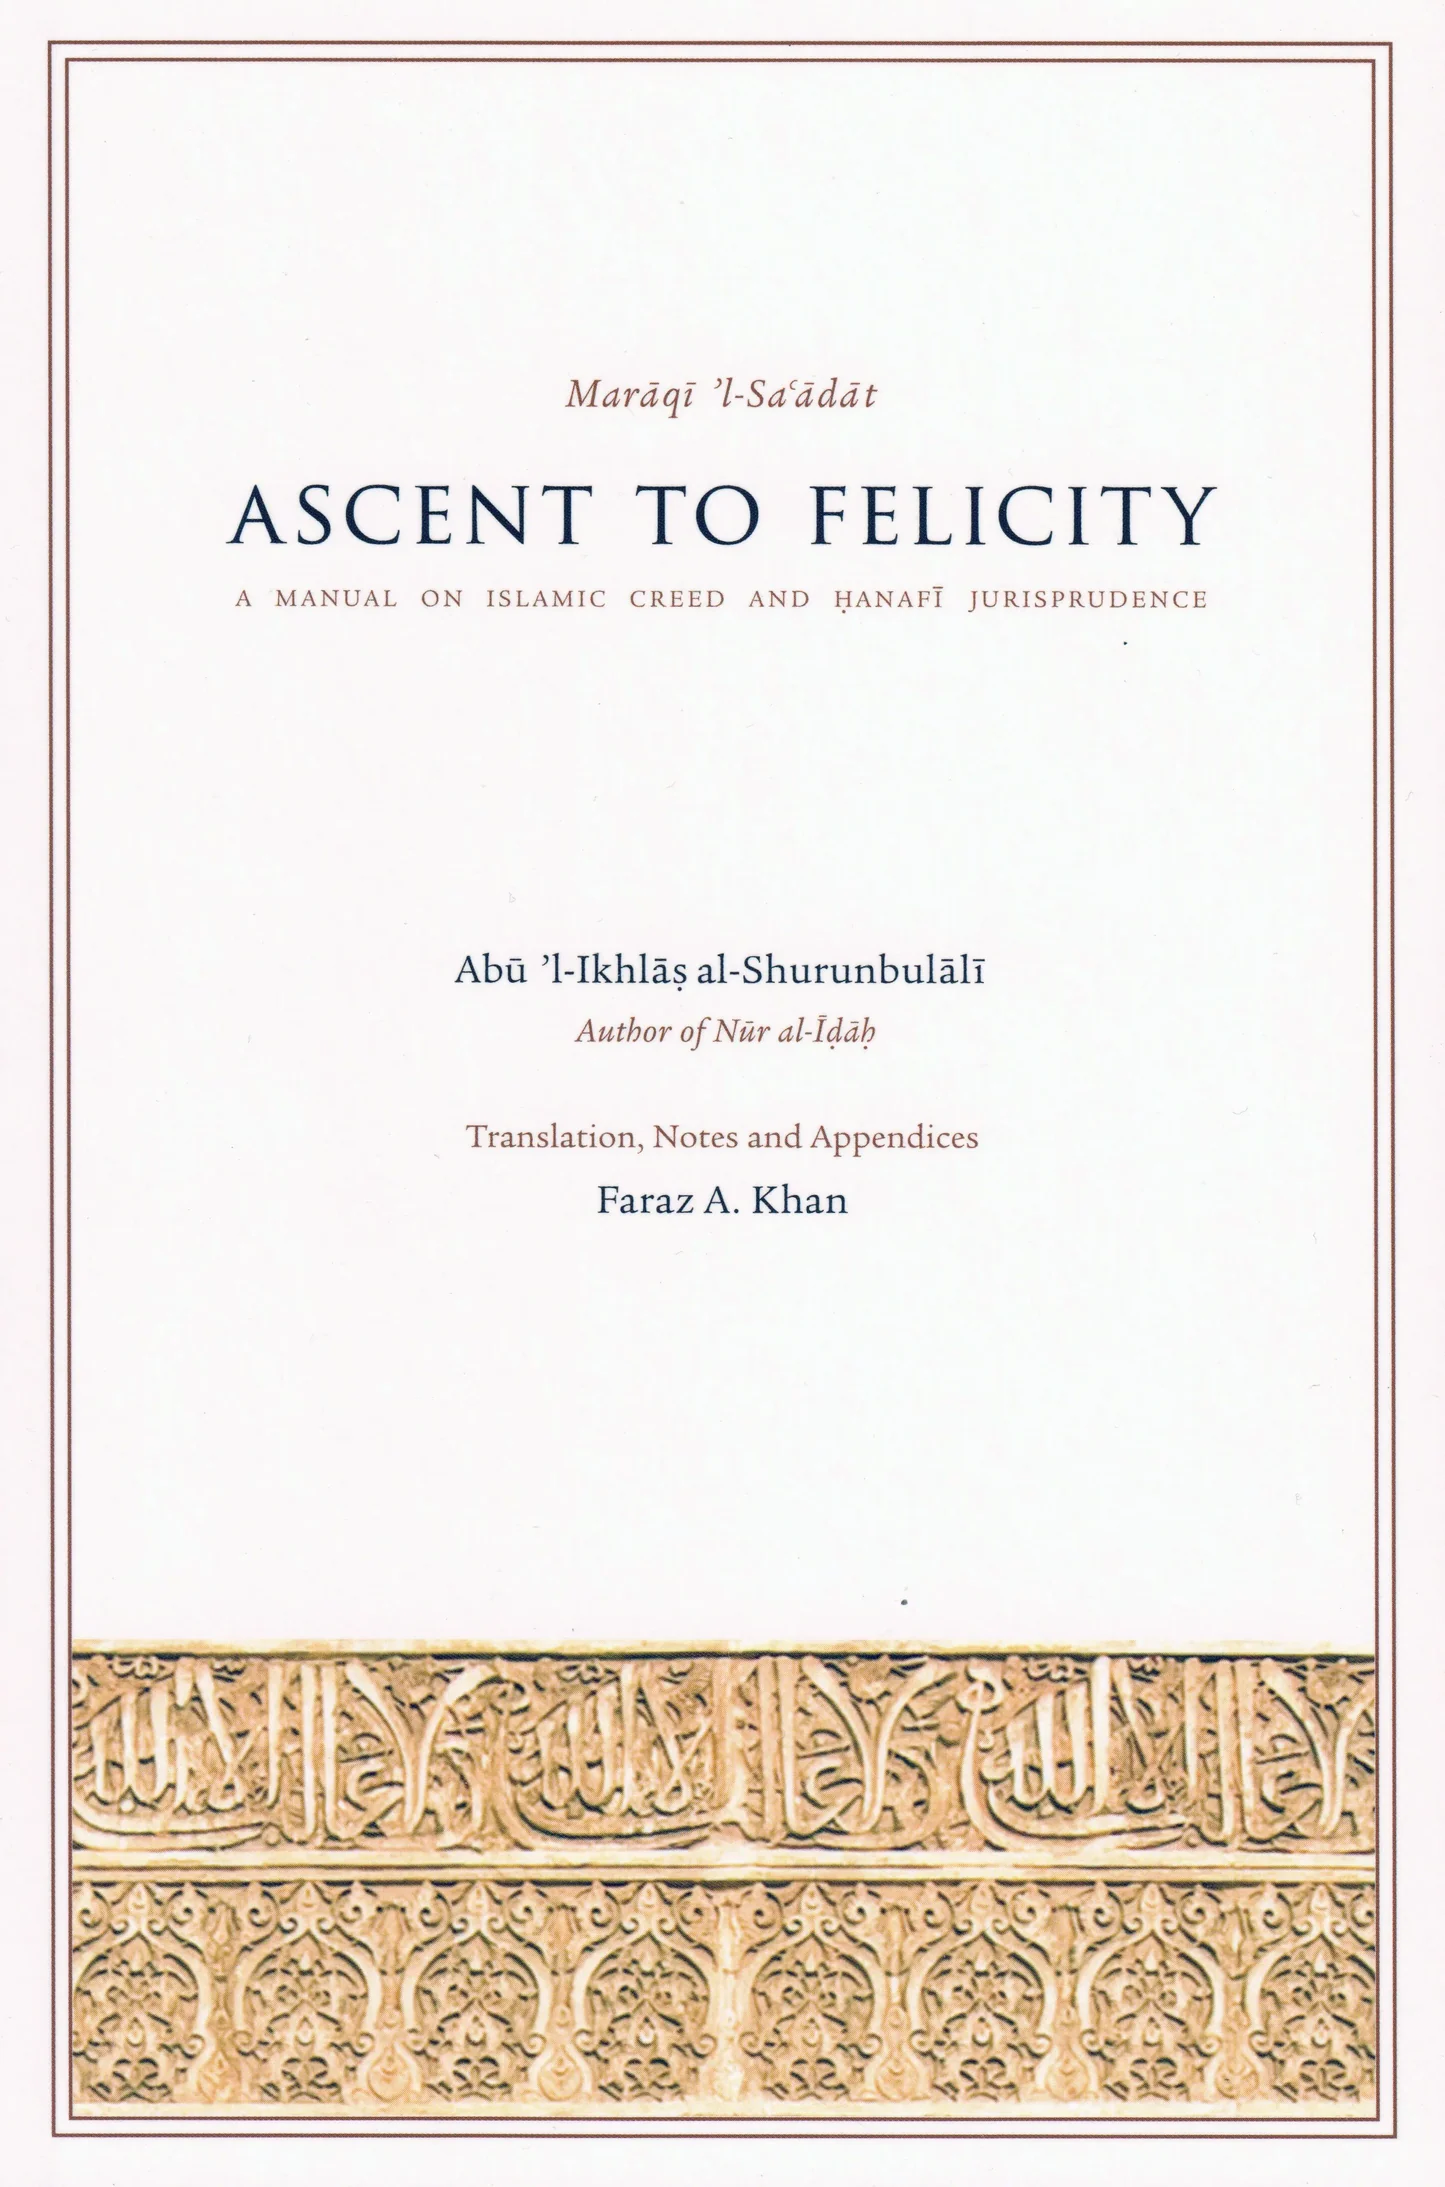 Marāqī ’l-Saʿādāt
ASCENT TO FELICITY
A MANUAL ON ISLAMIC CREED AND ḤANAFĪ JURISPRUDENCE
Abū ’l-Ikhlāṣ al-Shurunbulālī
Author of Nūr al-Īḍāḥ
Translation, Notes and Appendices
Faraz A. Khan